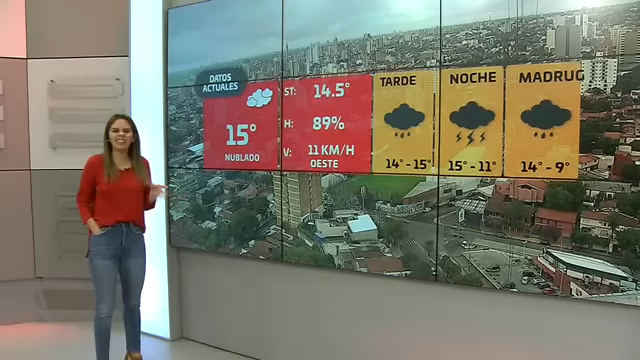 DATOS
ACTUALES
15°
NUBLADO
ST: 14.5°
H: 89%
V: 11 KM/H
OESTE
TARDE
14° - 15°
NOCHE
15° - 11°
MADRUG
14° - 9°